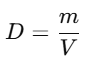 D = m/V